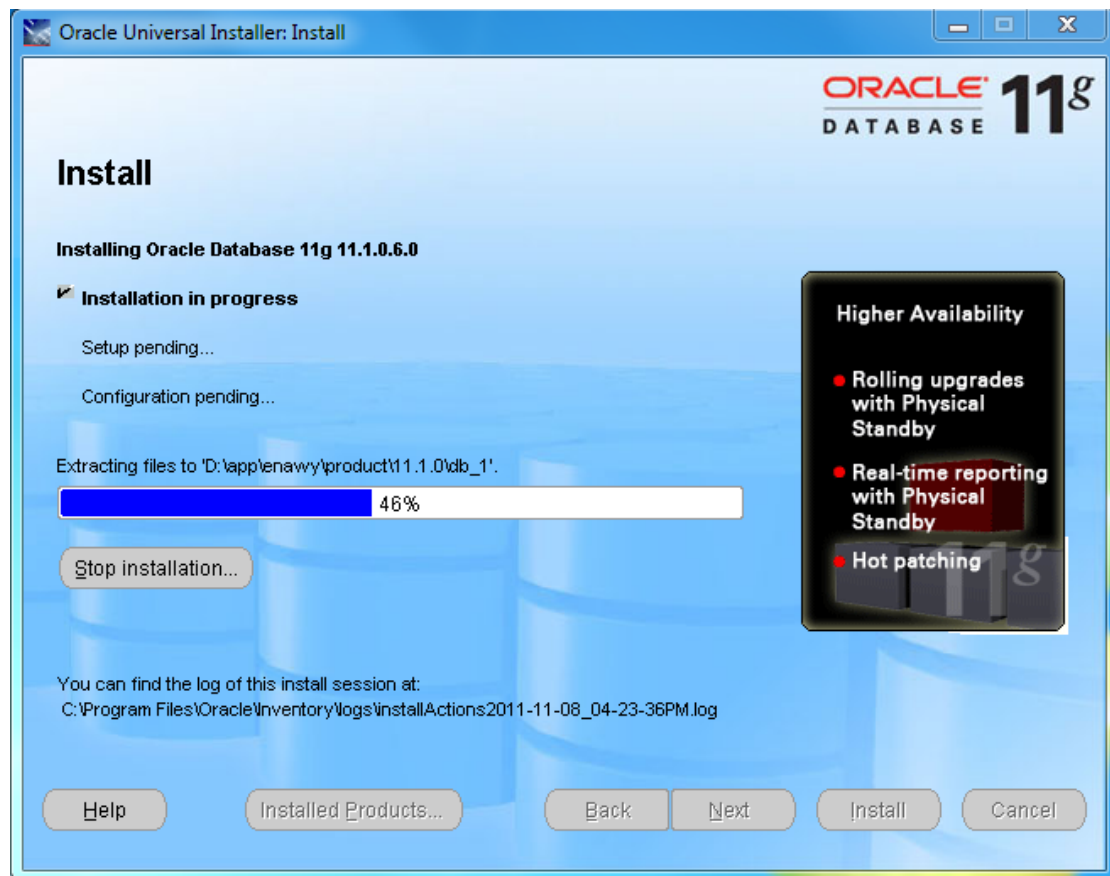 Oracle Universal Installer: Install
ORACLE 11g
DATABASE
Install
Installing Oracle Database 11g 11.1.0.6.0
Installation in progress
Setup pending...
Configuration pending...
Extracting files to 'D:\app\enawy\product\11.1.0\db_1'.
46%
Stop installation...
Higher Availability
Rolling upgrades
with Physical
Standby
Real-time reporting
with Physical
Standby
Hot patching
11g
You can find the log of this install session at:
C:\Program Files\Oracle\Inventory\logs\installActions2011-11-08_04-23-36PM.log
Help Installed Products... Back Next Install Cancel